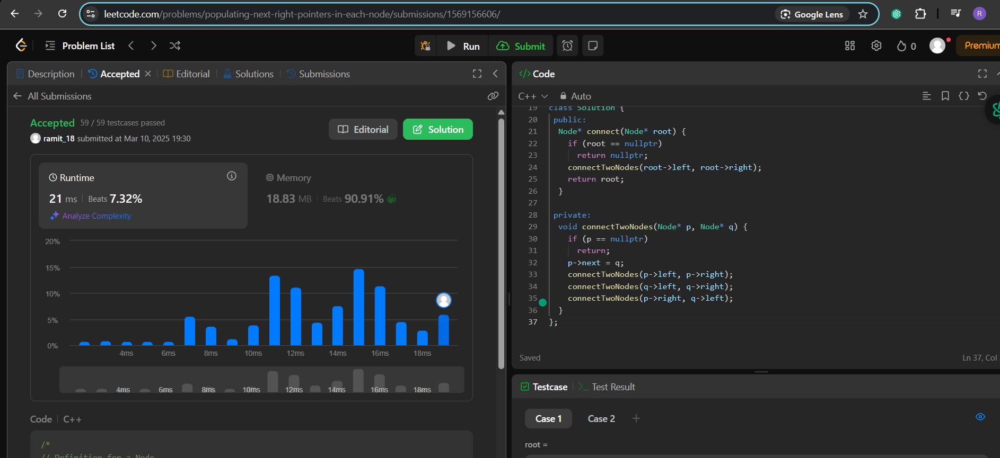 leetcode.com/problems/populating-next-right-pointers-in-each-node/submissions/1569156606/
Google Lens
R
Problem List
Run
Submit
0
Premium
Description
Accepted
Editorial
Solutions
Submissions
All Submissions
Accepted 59 / 59 testcases passed
ramit_18 submitted at Mar 10, 2025 19:30
Editorial
Solution
Runtime
21 ms | Beats 7.32%
Analyze Complexity
Memory
18.83 MB | Beats 90.91%
20%
15%
10%
5%
0%
4ms 6ms 8ms 10ms 12ms 14ms 16ms 18ms
4ms 6ms 8ms 10ms 12ms 14ms 16ms 18ms
Code | C++
/*
// Definition for a Node
</> Code
C++ Auto
19 class Solution {
20 public:
21 Node* connect(Node* root) {
22 if (root == nullptr)
23 return nullptr;
24 connectTwoNodes(root->left, root->right);
25 return root;
26 }
27
28 private:
29 void connectTwoNodes(Node* p, Node* q) {
30 if (p == nullptr)
31 return;
32 p->next = q;
33 connectTwoNodes(p->left, p->right);
34 connectTwoNodes(q->left, q->right);
35 connectTwoNodes(p->right, q->left);
36 }
37 };
Saved
Ln 37, Col
Testcase
>_ Test Result
Case 1
Case 2
+
root =